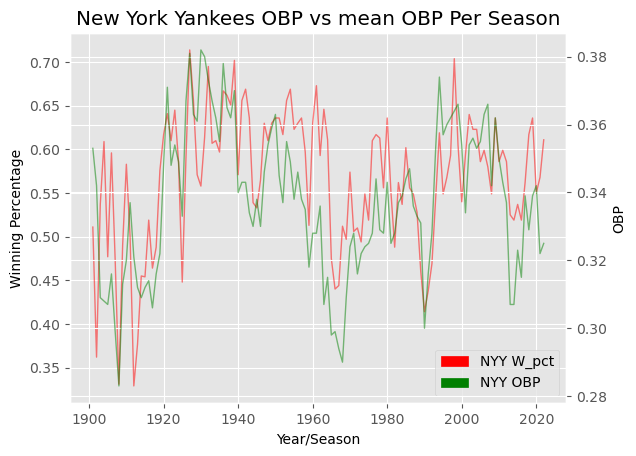 New York Yankees OBP vs mean OBP Per Season
0.70
0.65
0.60
0.55
0.50
0.45
0.40
0.35
Winning Percentage
0.38
0.36
0.34
0.32
0.30
0.28
OBP
NYY W_pct
NYY OBP
1900 1920 1940 1960 1980 2000 2020
Year/Season